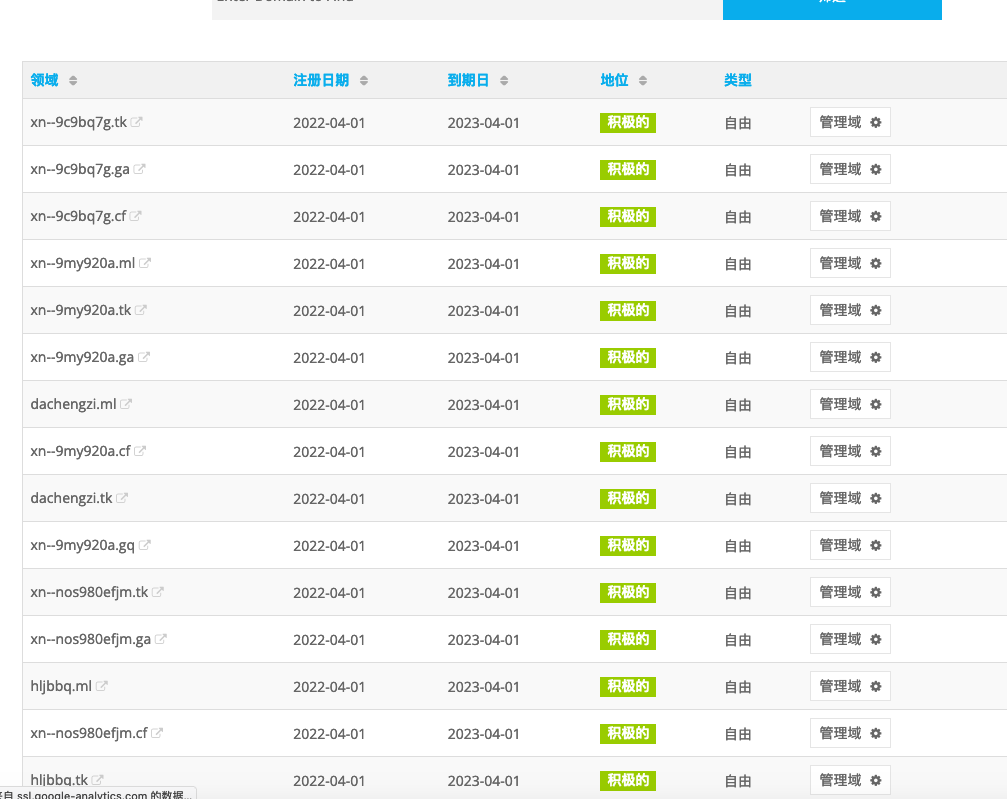 领域 注册日期 到期日 地位 类型
xn--9c9bq7g.tk 2022-04-01 2023-04-01 积极的 自由 管理域
xn--9c9bq7g.ga 2022-04-01 2023-04-01 积极的 自由 管理域
xn--9c9bq7g.cf 2022-04-01 2023-04-01 积极的 自由 管理域
xn--9my920a.ml 2022-04-01 2023-04-01 积极的 自由 管理域
xn--9my920a.tk 2022-04-01 2023-04-01 积极的 自由 管理域
xn--9my920a.ga 2022-04-01 2023-04-01 积极的 自由 管理域
dachengzi.ml 2022-04-01 2023-04-01 积极的 自由 管理域
xn--9my920a.cf 2022-04-01 2023-04-01 积极的 自由 管理域
dachengzi.tk 2022-04-01 2023-04-01 积极的 自由 管理域
xn--9my920a.gq 2022-04-01 2023-04-01 积极的 自由 管理域
xn--nos980efjm.tk 2022-04-01 2023-04-01 积极的 自由 管理域
xn--nos980efjm.ga 2022-04-01 2023-04-01 积极的 自由 管理域
hljbbq.ml 2022-04-01 2023-04-01 积极的 自由 管理域
xn--nos980efjm.cf 2022-04-01 2023-04-01 积极的 自由 管理域
hljbbq.tk 2022-04-01 2023-04-01 积极的 自由 管理域
自 ssl.google-analytics.com 的数据...